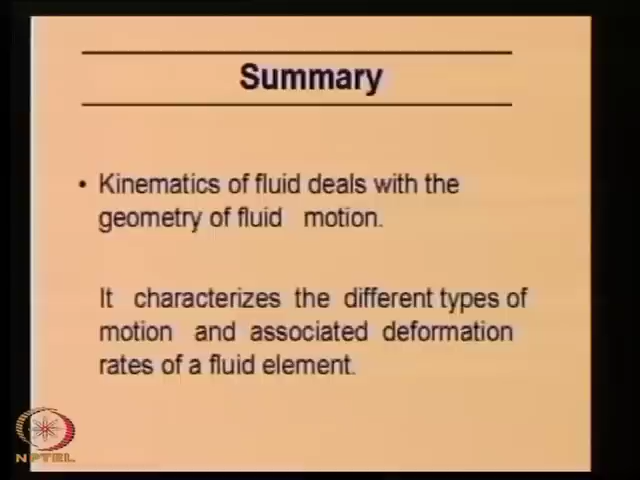 Summary
• Kinematics of fluid deals with the
geometry of fluid motion.
It characterizes the different types of
motion and associated deformation
rates of a fluid element.
NPTEL